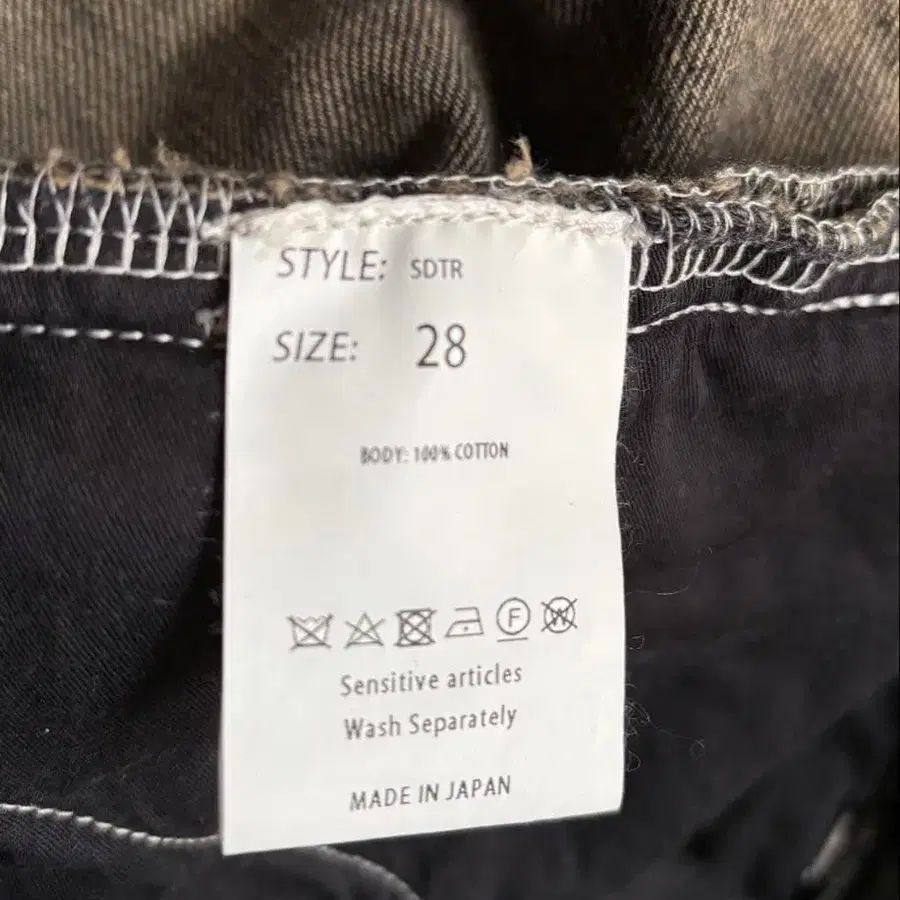 STYLE: SDTR
SIZE: 28
BODY: 100% COTTON
F W
Sensitive articles
Wash Separately
MADE IN JAPAN